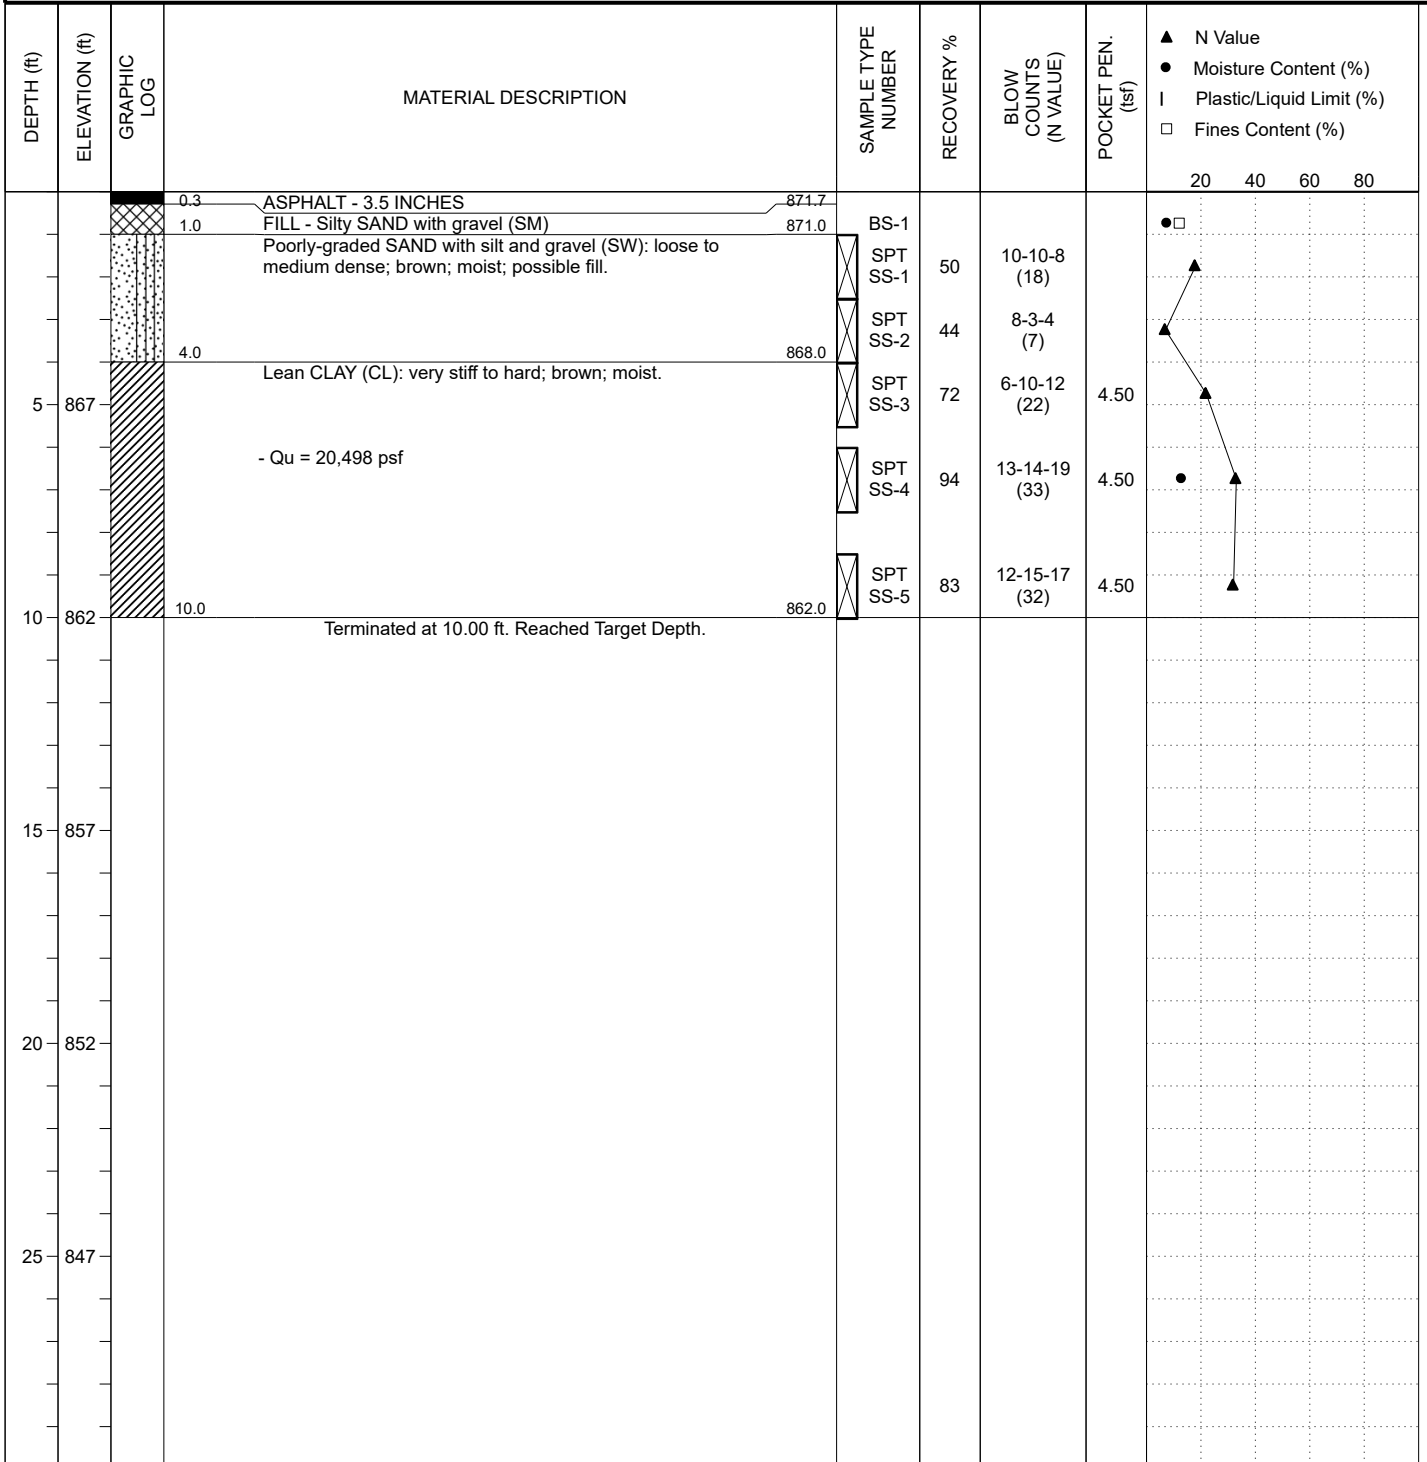 DEPTH (ft)
ELEVATION (ft)
GRAPHIC
LOG
MATERIAL DESCRIPTION
SAMPLE TYPE
NUMBER
RECOVERY %
BLOW
COUNTS
(N VALUE)
POCKET PEN.
(tsf)
N Value
Moisture Content (%)
Plastic/Liquid Limit (%)
Fines Content (%)
20 40 60 80
0.3 ASPHALT - 3.5 INCHES 871.7
1.0 FILL - Silty SAND with gravel (SM) 871.0 BS-1
Poorly-graded SAND with silt and gravel (SW): loose to
medium dense; brown; moist; possible fill.
SPT
SS-1
50
10-10-8
(18)
SPT
SS-2
44
8-3-4
(7)
4.0 868.0
Lean CLAY (CL): very stiff to hard; brown; moist.
5 867
SPT
SS-3
72
6-10-12
(22)
4.50
- Qu = 20,498 psf
SPT
SS-4
94
13-14-19
(33)
4.50
SPT
SS-5
83
12-15-17
(32)
4.50
10.0 862.0
10 862
Terminated at 10.00 ft. Reached Target Depth.
15 857
20 852
25 847